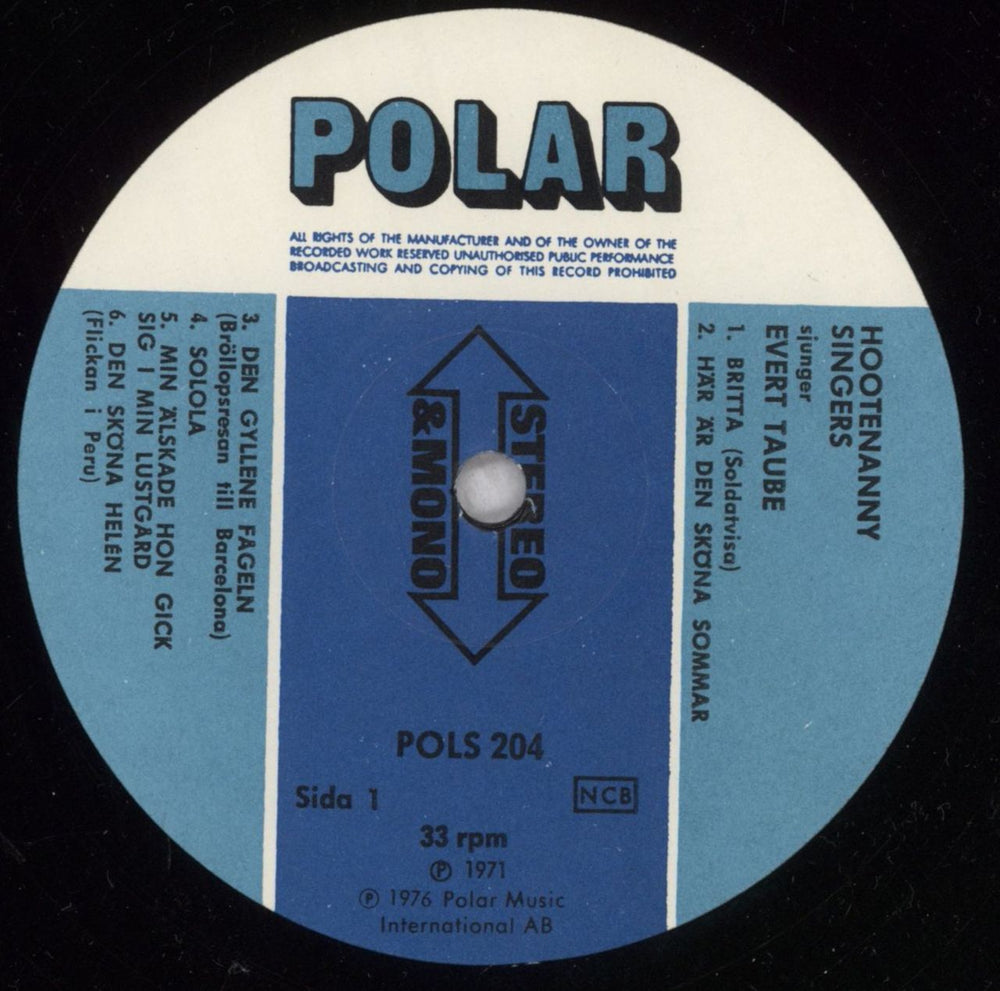 POLAR
ALL RIGHTS OF THE MANUFACTURER AND OF THE OWNER OF THE
RECORDED WORK RESERVED UNAUTHORISED PUBLIC PERFORMANCE
BROADCASTING AND COPYING OF THIS RECORD PROHIBITED
HOOTENANNY
SINGERS
sjunger
EVERT TAUBE
1. BRITTA (Soldatvisa)
2. HÄR ÄR DEN SKÖNA SOMMAR
STEREO
&MONO
3. DEN GYLLENE FÅGELN
(Bröllopsresan till Barcelona)
4. SOLOLA
5. MIN ÄLSKADE HON GICK
SIG I MIN LUSTGÅRD
6. DEN SKÖNA HELÉN
(Flickan i Peru)
POLS 204
Sida 1
NCB
33 rpm
℗ 1971
℗ 1976 Polar Music
International AB